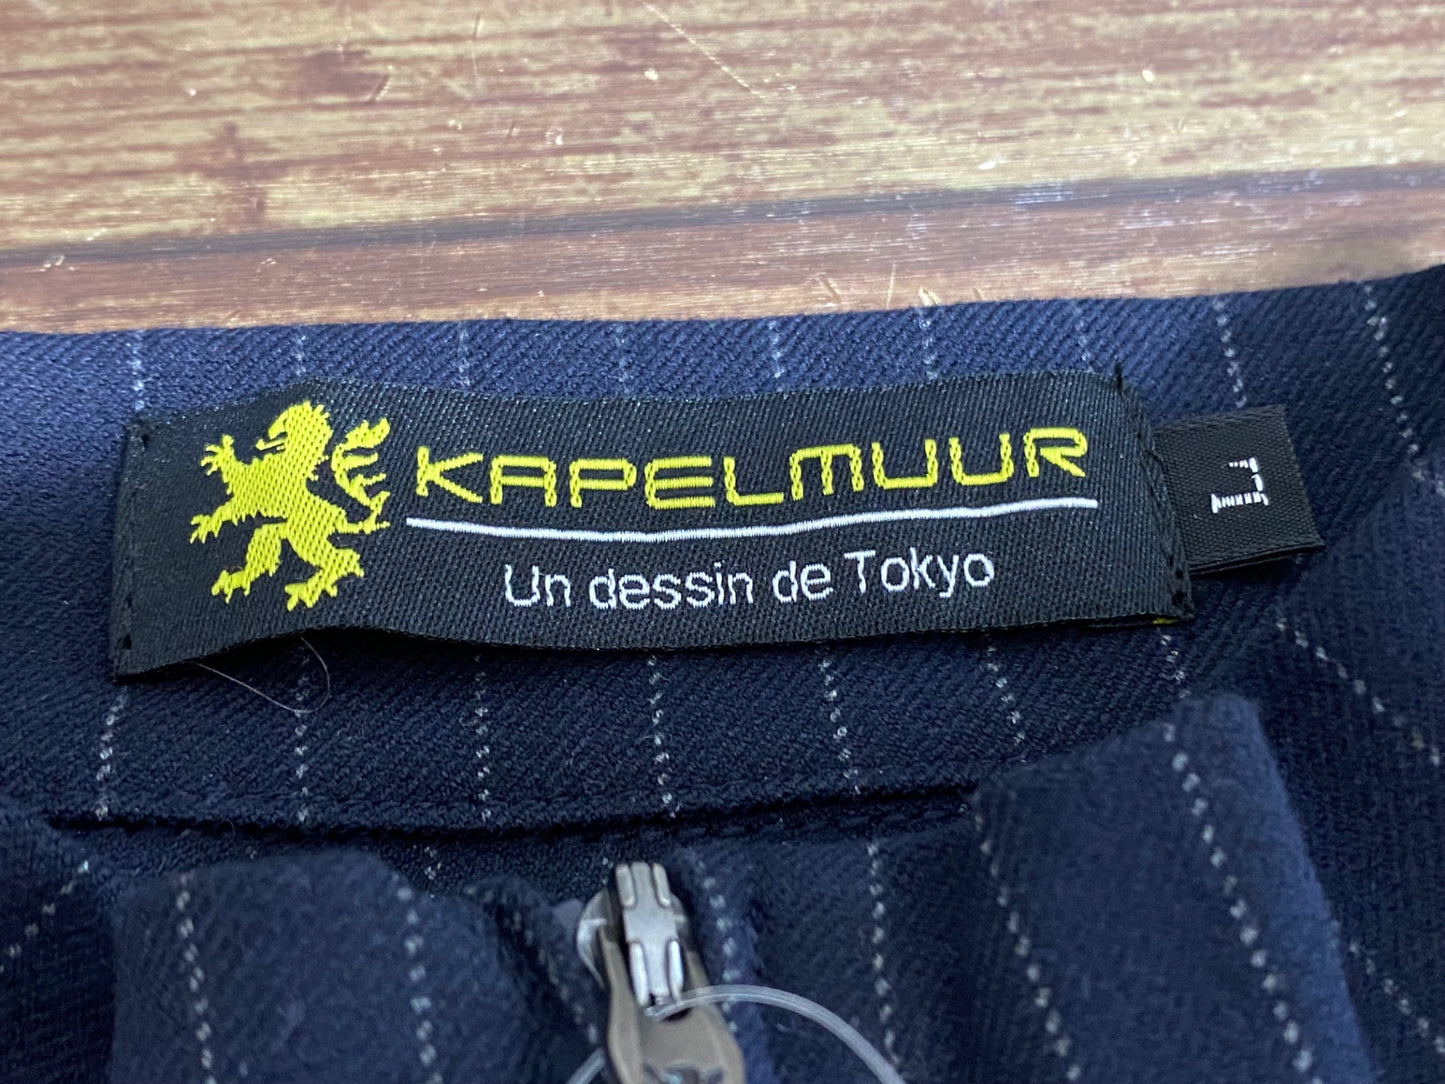 KAPELMUUR
Un dessin de Tokyo
L